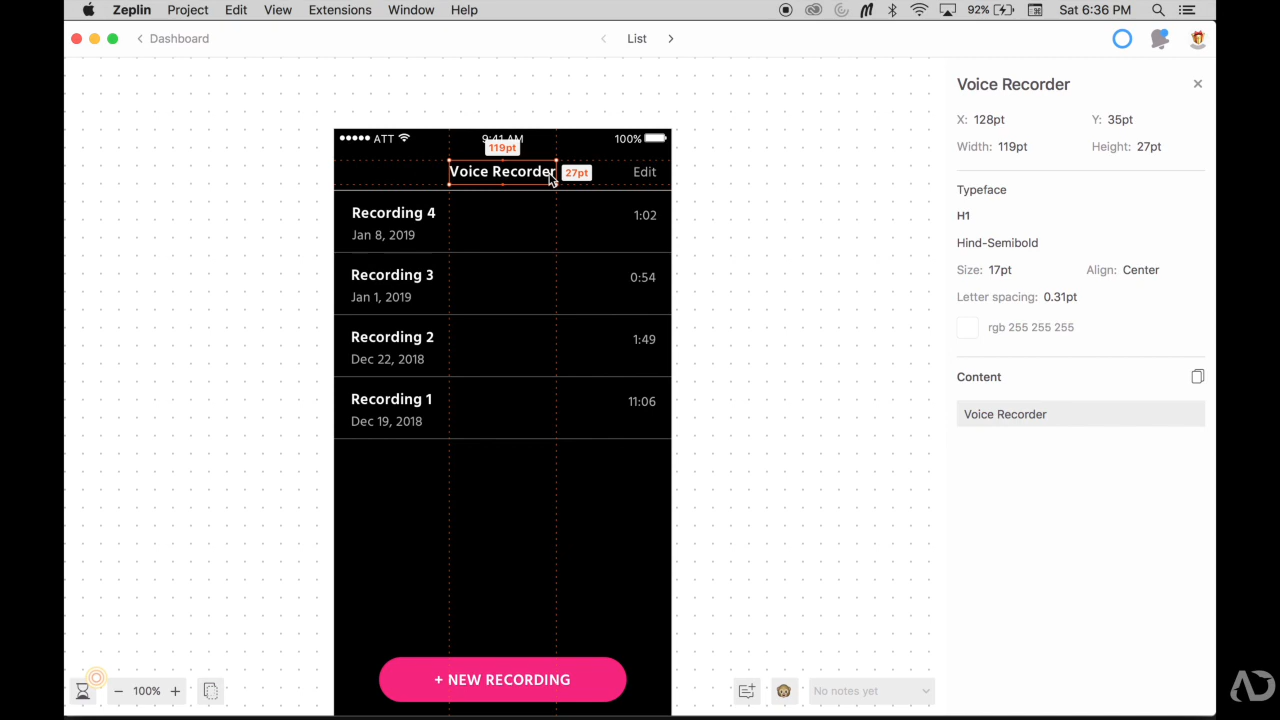 Zeplin Project Edit View Extensions Window Help 92% Sat 6:36 PM
Dashboard List
Voice Recorder
X: 128pt Y: 35pt
Width: 119pt Height: 27pt
Typeface
H1
Hind-Semibold
Size: 17pt Align: Center
Letter spacing: 0.31pt
rgb 255 255 255
Content
Voice Recorder
ATT 9:41 AM 100%
119pt
Voice Recorder 27pt Edit
Recording 4 1:02
Jan 8, 2019
Recording 3 0:54
Jan 1, 2019
Recording 2 1:49
Dec 22, 2018
Recording 1 11:06
Dec 19, 2018
+ NEW RECORDING
100% No notes yet